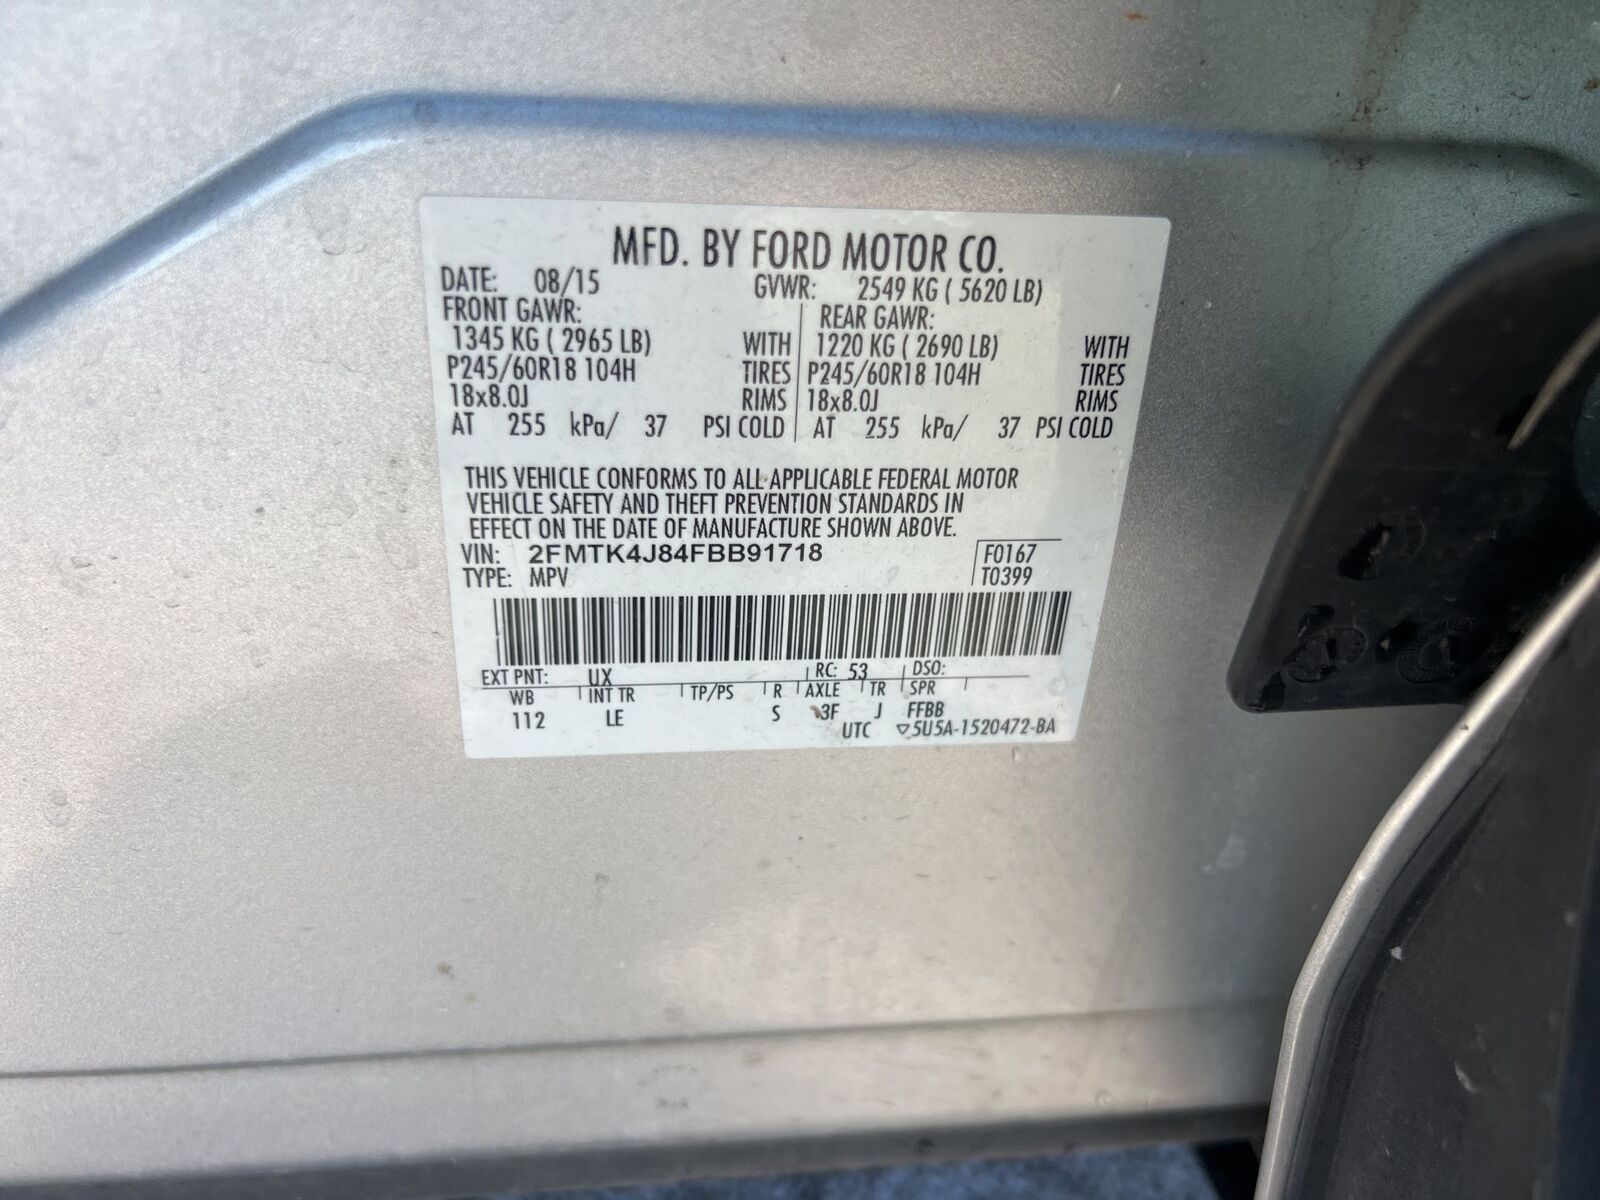 MFD. BY FORD MOTOR CO.
DATE: 08/15 GVWR: 2549 KG ( 5620 LB)
FRONT GAWR: REAR GAWR:
1345 KG ( 2965 LB) WITH 1220 KG ( 2690 LB) WITH
P245/60R18 104H TIRES P245/60R18 104H TIRES
18x8.0J RIMS 18x8.0J RIMS
AT 255 kPa/ 37 PSI COLD AT 255 kPa/ 37 PSI COLD
THIS VEHICLE CONFORMS TO ALL APPLICABLE FEDERAL MOTOR
VEHICLE SAFETY AND THEFT PREVENTION STANDARDS IN
EFFECT ON THE DATE OF MANUFACTURE SHOWN ABOVE.
VIN: 2FMTK4J84FBB91718 F0167
TYPE: MPV T0399
EXT PNT: UX RC: 53 DSO:
WB INT TR TP/PS R AXLE TR SPR
112 LE S 3F J FFBB
UTC ▽5U5A-1520472-BA